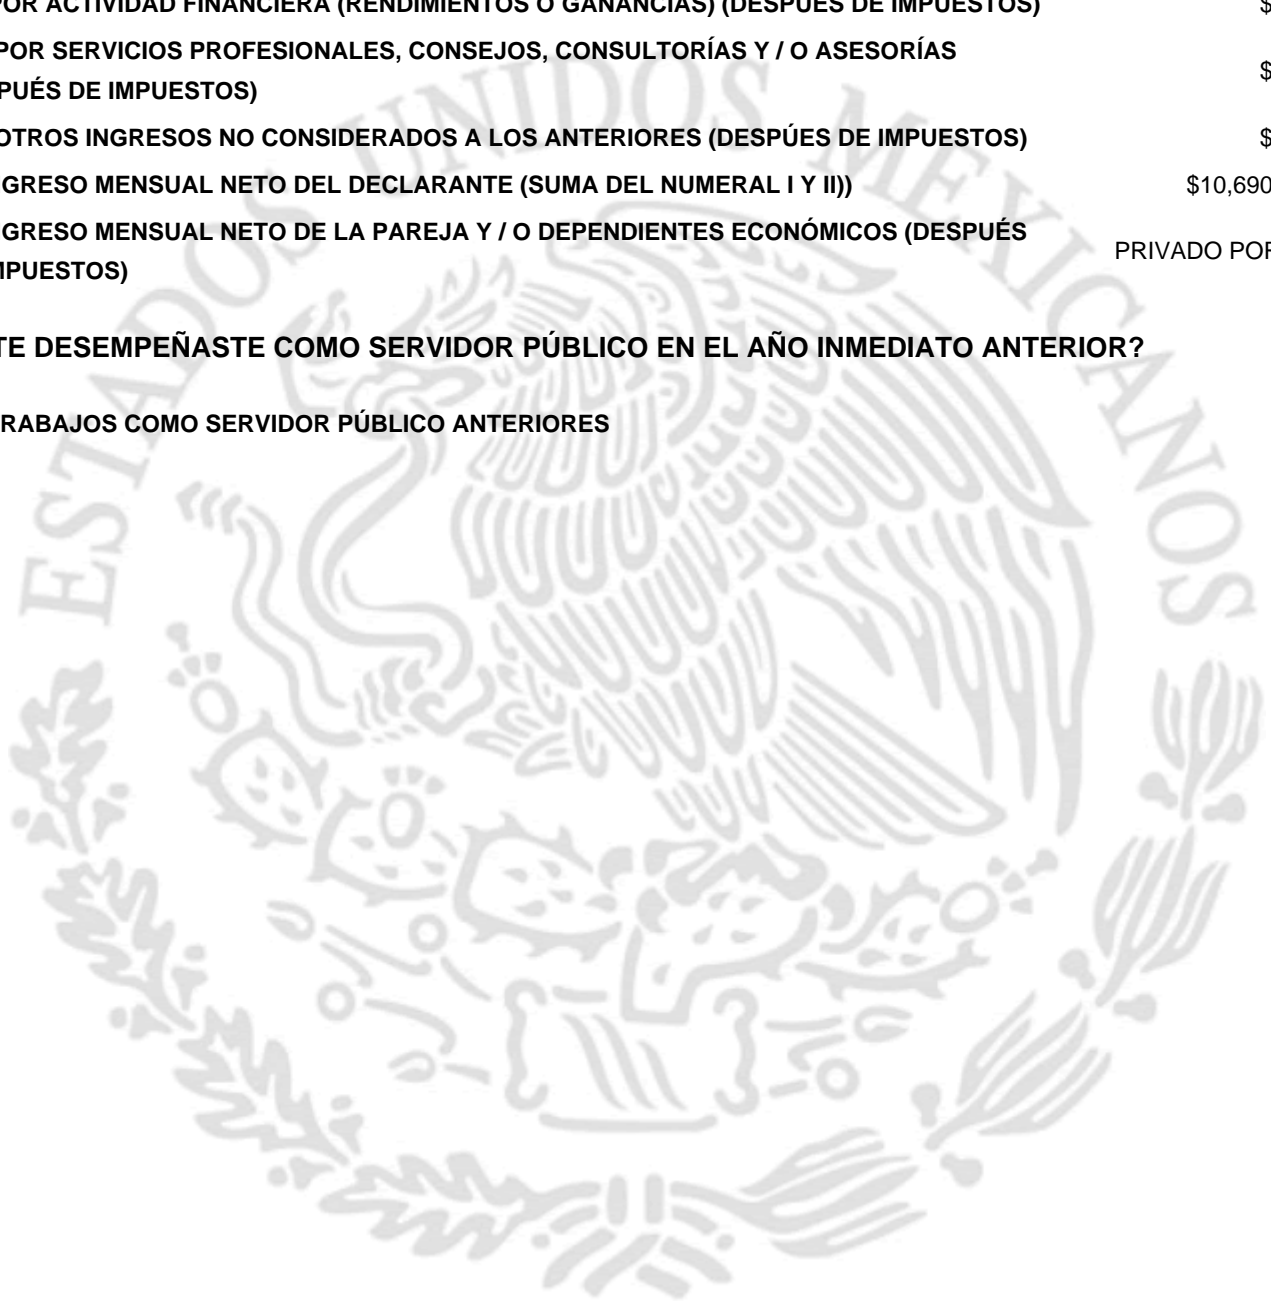 POR ACTIVIDAD FINANCIERA (RENDIMIENTOS O GANANCIAS) (DESPUÉS DE IMPUESTOS) $
POR SERVICIOS PROFESIONALES, CONSEJOS, CONSULTORÍAS Y / O ASESORÍAS
PUÉS DE IMPUESTOS) $
OTROS INGRESOS NO CONSIDERADOS A LOS ANTERIORES (DESPÚES DE IMPUESTOS) $
GRESO MENSUAL NETO DEL DECLARANTE (SUMA DEL NUMERAL I Y II)) $10,690
GRESO MENSUAL NETO DE LA PAREJA Y / O DEPENDIENTES ECONÓMICOS (DESPUÉS
MPUESTOS) PRIVADO POR
TE DESEMPEÑASTE COMO SERVIDOR PÚBLICO EN EL AÑO INMEDIATO ANTERIOR?
RABAJOS COMO SERVIDOR PÚBLICO ANTERIORES
ESTADOS UNIDOS MEXICANOS